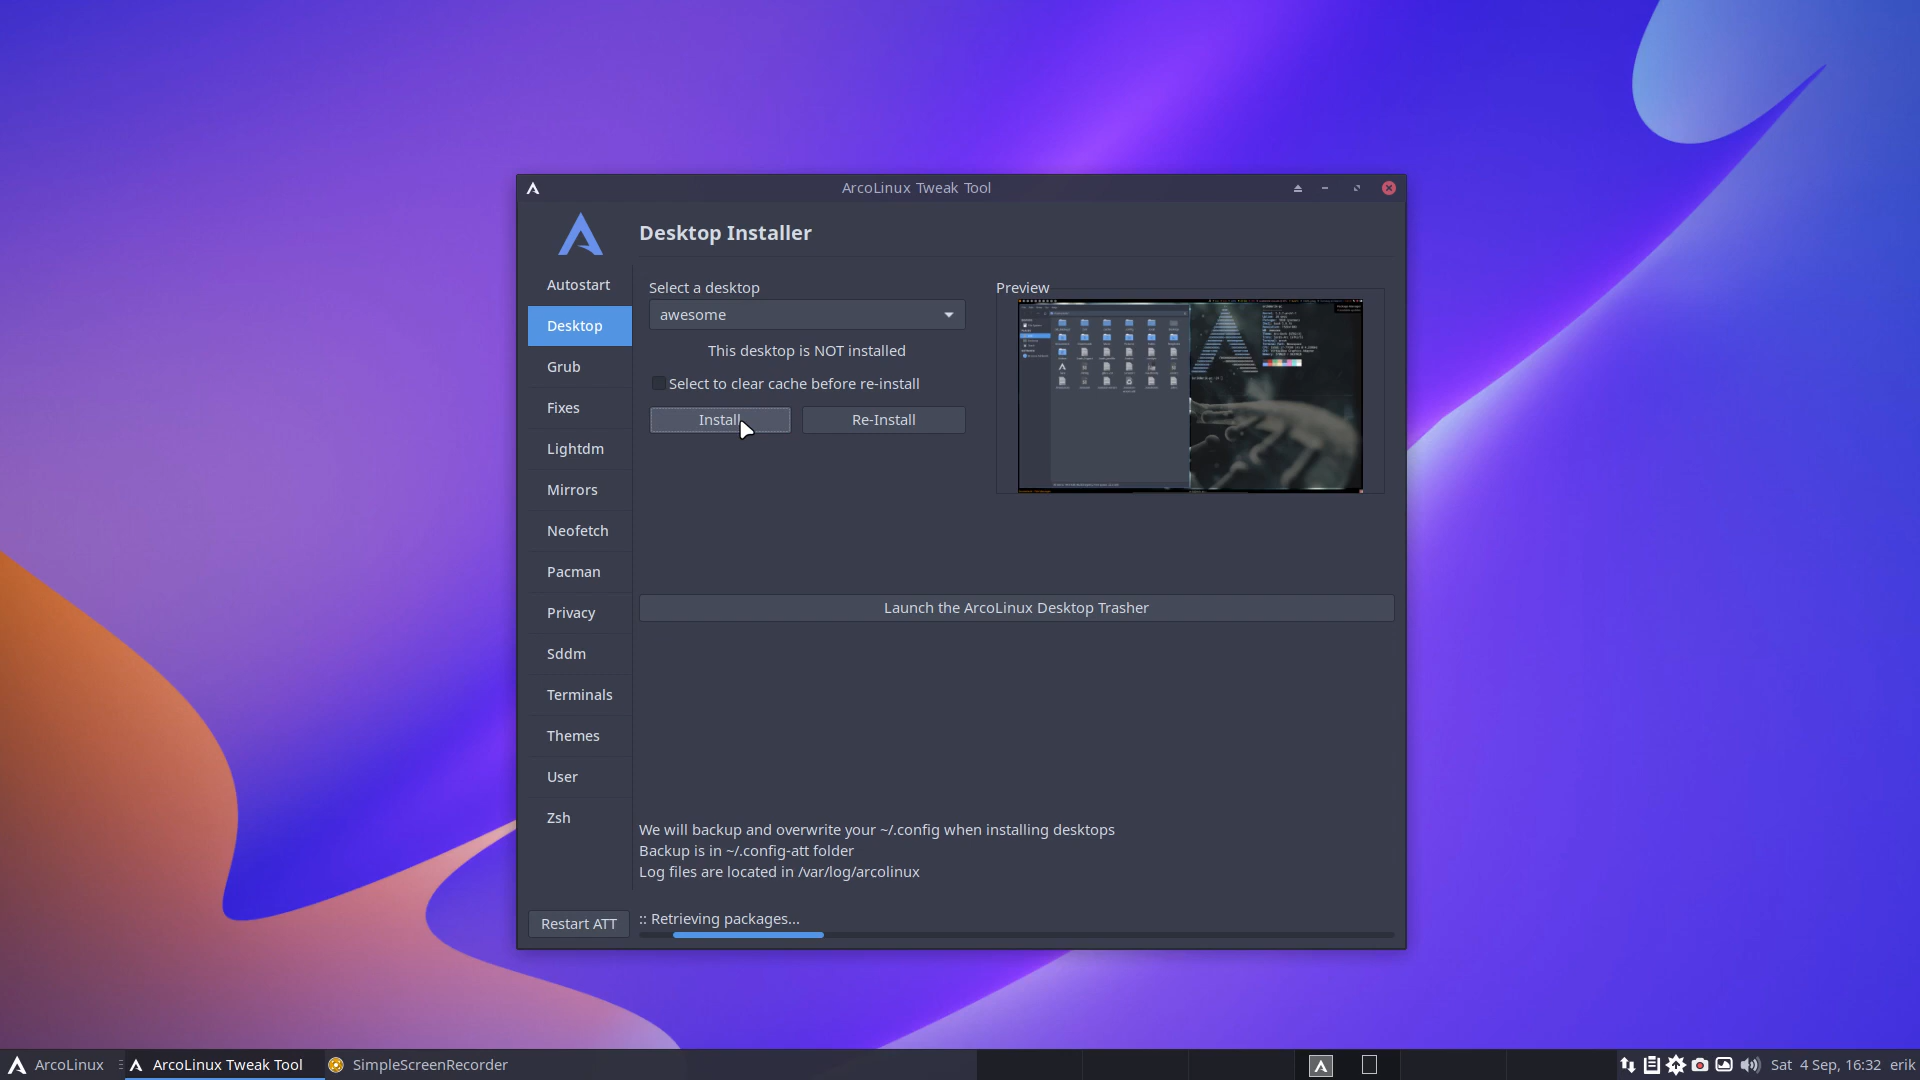 ArcoLinux Tweak Tool
Desktop Installer
Autostart
Desktop
Grub
Fixes
Lightdm
Mirrors
Neofetch
Pacman
Privacy
Sddm
Terminals
Themes
User
Zsh
Restart ATT
Select a desktop
awesome
This desktop is NOT installed
Select to clear cache before re-install
Install
Re-Install
Preview
Launch the ArcoLinux Desktop Trasher
We will backup and overwrite your ~/.config when installing desktops
Backup is in ~/.config-att folder
Log files are located in /var/log/arcolinux
:: Retrieving packages...
ArcoLinux
ArcoLinux Tweak Tool
SimpleScreenRecorder
Sat 4 Sep, 16:32
erik